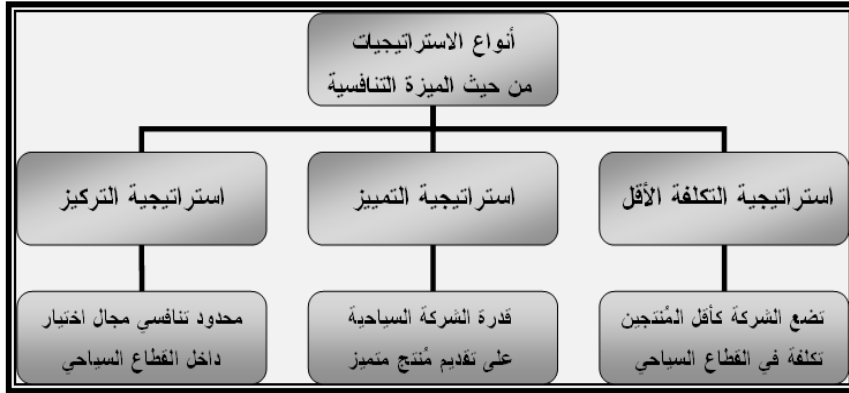 أنواع الاستراتيجيات
من حيث الميزة التنافسية
استراتيجية التكلفة الأقل
استراتيجية التمييز
استراتيجية التركيز
تضع الشركة كأقل المُنتجين
تكلفة في القطاع السياحي
قدرة الشركة السياحية
على تقديم مُنتج متميز
محدود تنافسي مجال اختيار
داخل القطاع السياحي